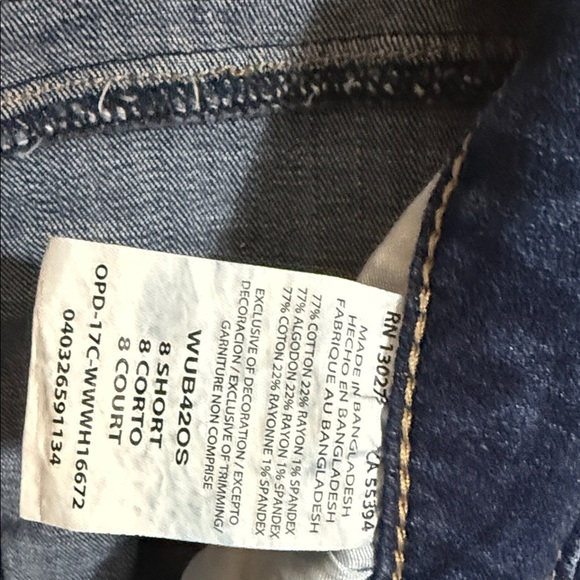 RN 13027 CA 55394
MADE IN BANGLADESH
HECHO EN BANGLADESH
FABRIQUE AU BANGLADESH
77% COTTON 22% RAYON 1% SPANDEX
77% ALGODON 22% RAYON 1% SPANDEX
77% COTON 22% RAYONNE 1% SPANDEX
EXCLUSIVE OF DECORATION / EXCEPTO
DECORACION / EXCLUSIVE OF TRIMMING/
GARNITURE NON COMPRISE
WUB42OS
8 SHORT
8 CORTO
8 COURT
OPD-17C-WWWH16672
040326591134